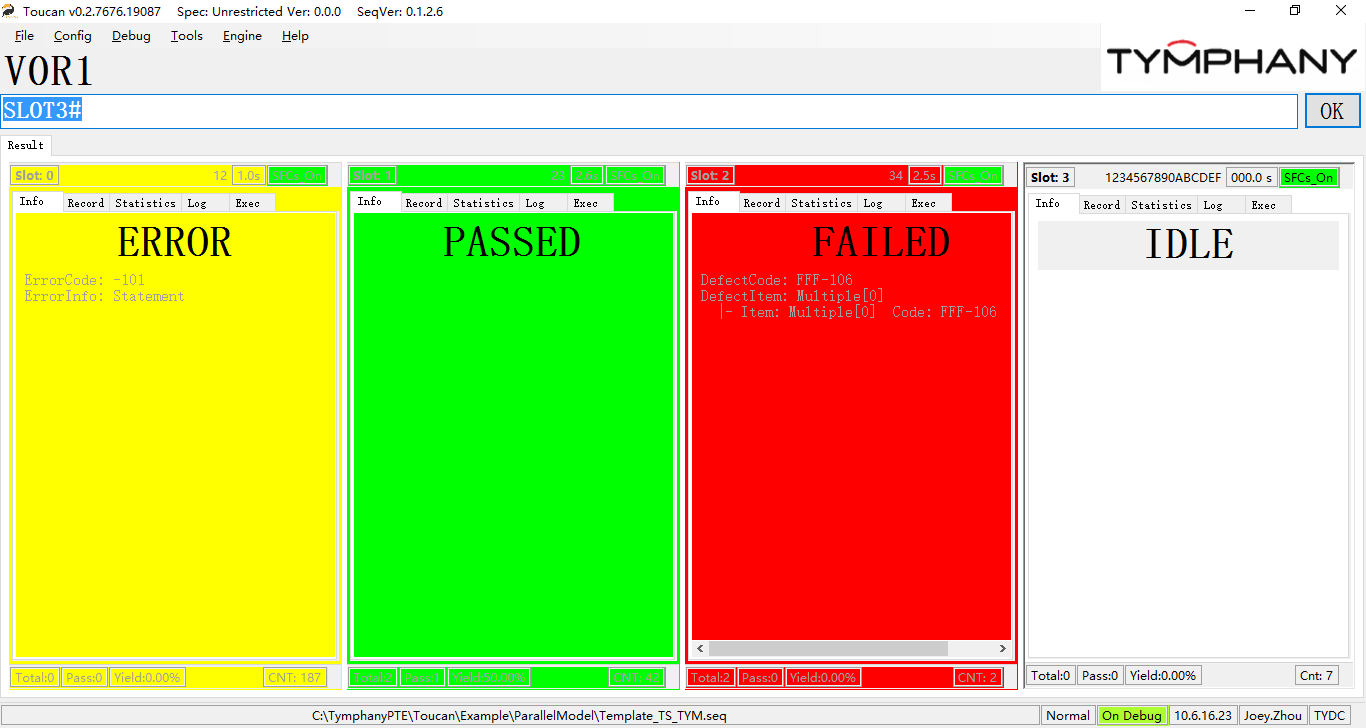 Toucan v0.2.7676.19087 Spec: Unrestricted Ver: 0.0.0 SeqVer: 0.1.2.6
File Config Debug Tools Engine Help
TYMPHANY
VOR1
SLOT3#
OK
Result
Slot: 0 12 1.0s SFCs_On
Info Record Statistics Log Exec
ERROR
ErrorCode: -101
ErrorInfo: Statement
Total:0 Pass:0 Yield:0.00% CNT: 187
Slot: 1 23 2.6s SFCs_On
Info Record Statistics Log Exec
PASSED
Total:2 Pass:1 Yield:50.00% CNT: 42
Slot: 2 34 2.5s SFCs_On
Info Record Statistics Log Exec
FAILED
DefectCode: FFF-106
DefectItem: Multiple[0]
|- Item: Multiple[0] Code: FFF-106
Total:2 Pass:0 Yield:0.00% CNT: 2
Slot: 3 1234567890ABCDEF 000.0 s SFCs_On
Info Record Statistics Log Exec
IDLE
Total:0 Pass:0 Yield:0.00% Cnt: 7
C:\TymphanyPTE\Toucan\Example\ParallelModel\Template_TS_TYM.seq Normal On Debug 10.6.16.23 Joey.Zhou TYDC